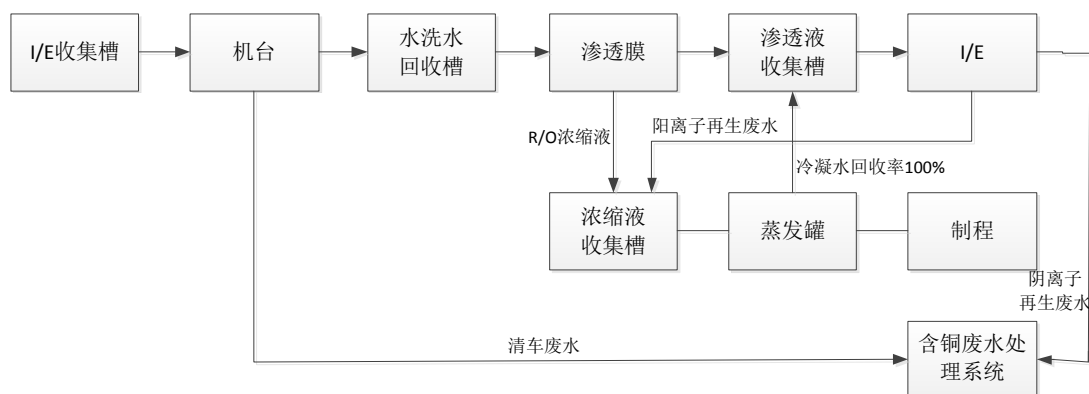 I/E收集槽
机台
水洗水
回收槽
渗透膜
渗透液
收集槽
I/E
R/O浓缩液
阳离子再生废水
冷凝水回收率100%
浓缩液
收集槽
蒸发罐
制程
阴离子
再生废水
清车废水
含铜废水处
理系统